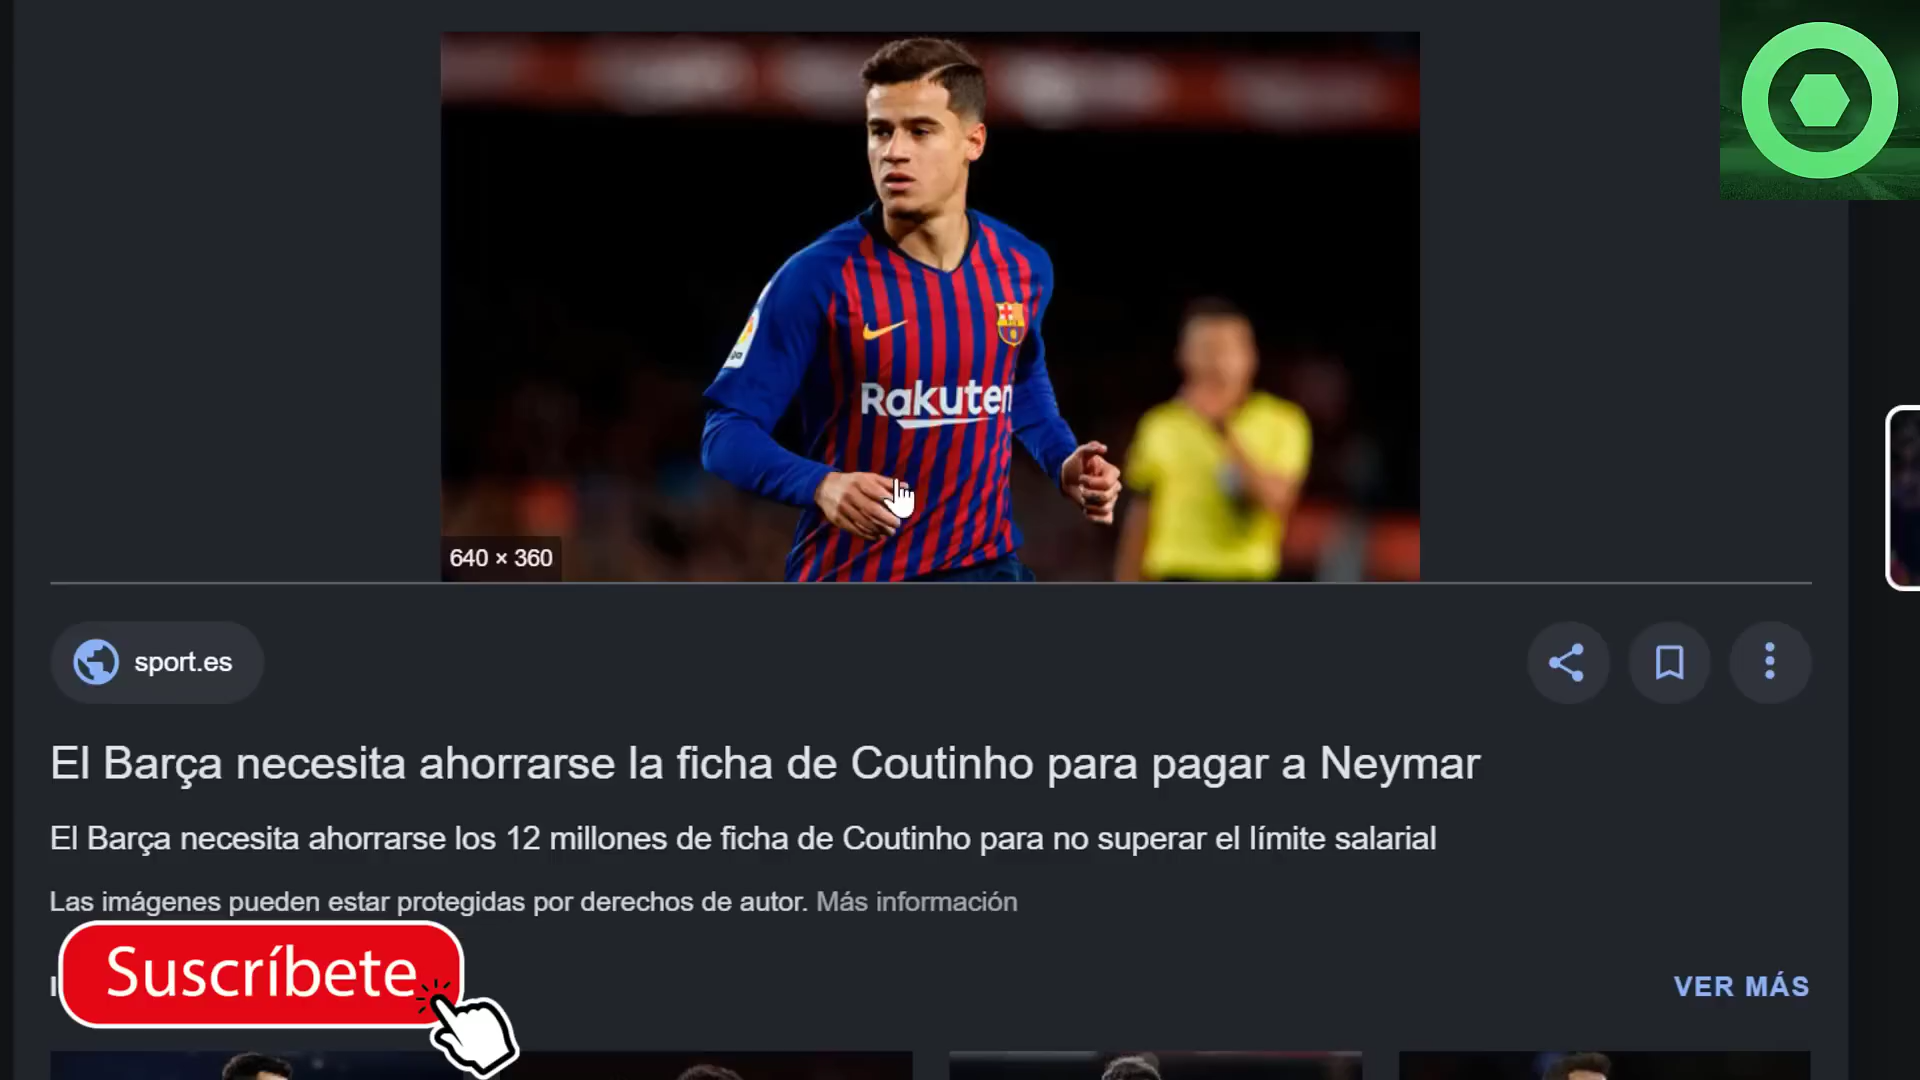 Rakuten
640 × 360
sport.es
El Barça necesita ahorrarse la ficha de Coutinho para pagar a Neymar
El Barça necesita ahorrarse los 12 millones de ficha de Coutinho para no superar el límite salarial
Las imágenes pueden estar protegidas por derechos de autor. Más información
Suscríbete
VER MÁS